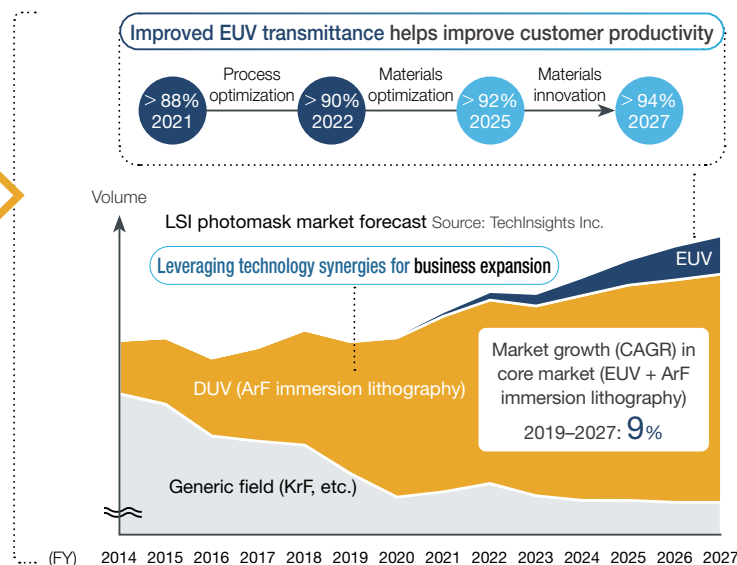 Improved EUV transmittance helps improve customer productivity
> 88%
2021
Process
optimization
> 90%
2022
Materials
optimization
> 92%
2025
Materials
innovation
> 94%
2027
Volume
LSI photomask market forecast Source: TechInsights Inc.
Leveraging technology synergies for business expansion
EUV
DUV (ArF immersion lithography)
Market growth (CAGR) in
core market (EUV + ArF
immersion lithography)
2019–2027: 9%
Generic field (KrF, etc.)
(FY) 2014 2015 2016 2017 2018 2019 2020 2021 2022 2023 2024 2025 2026 2027